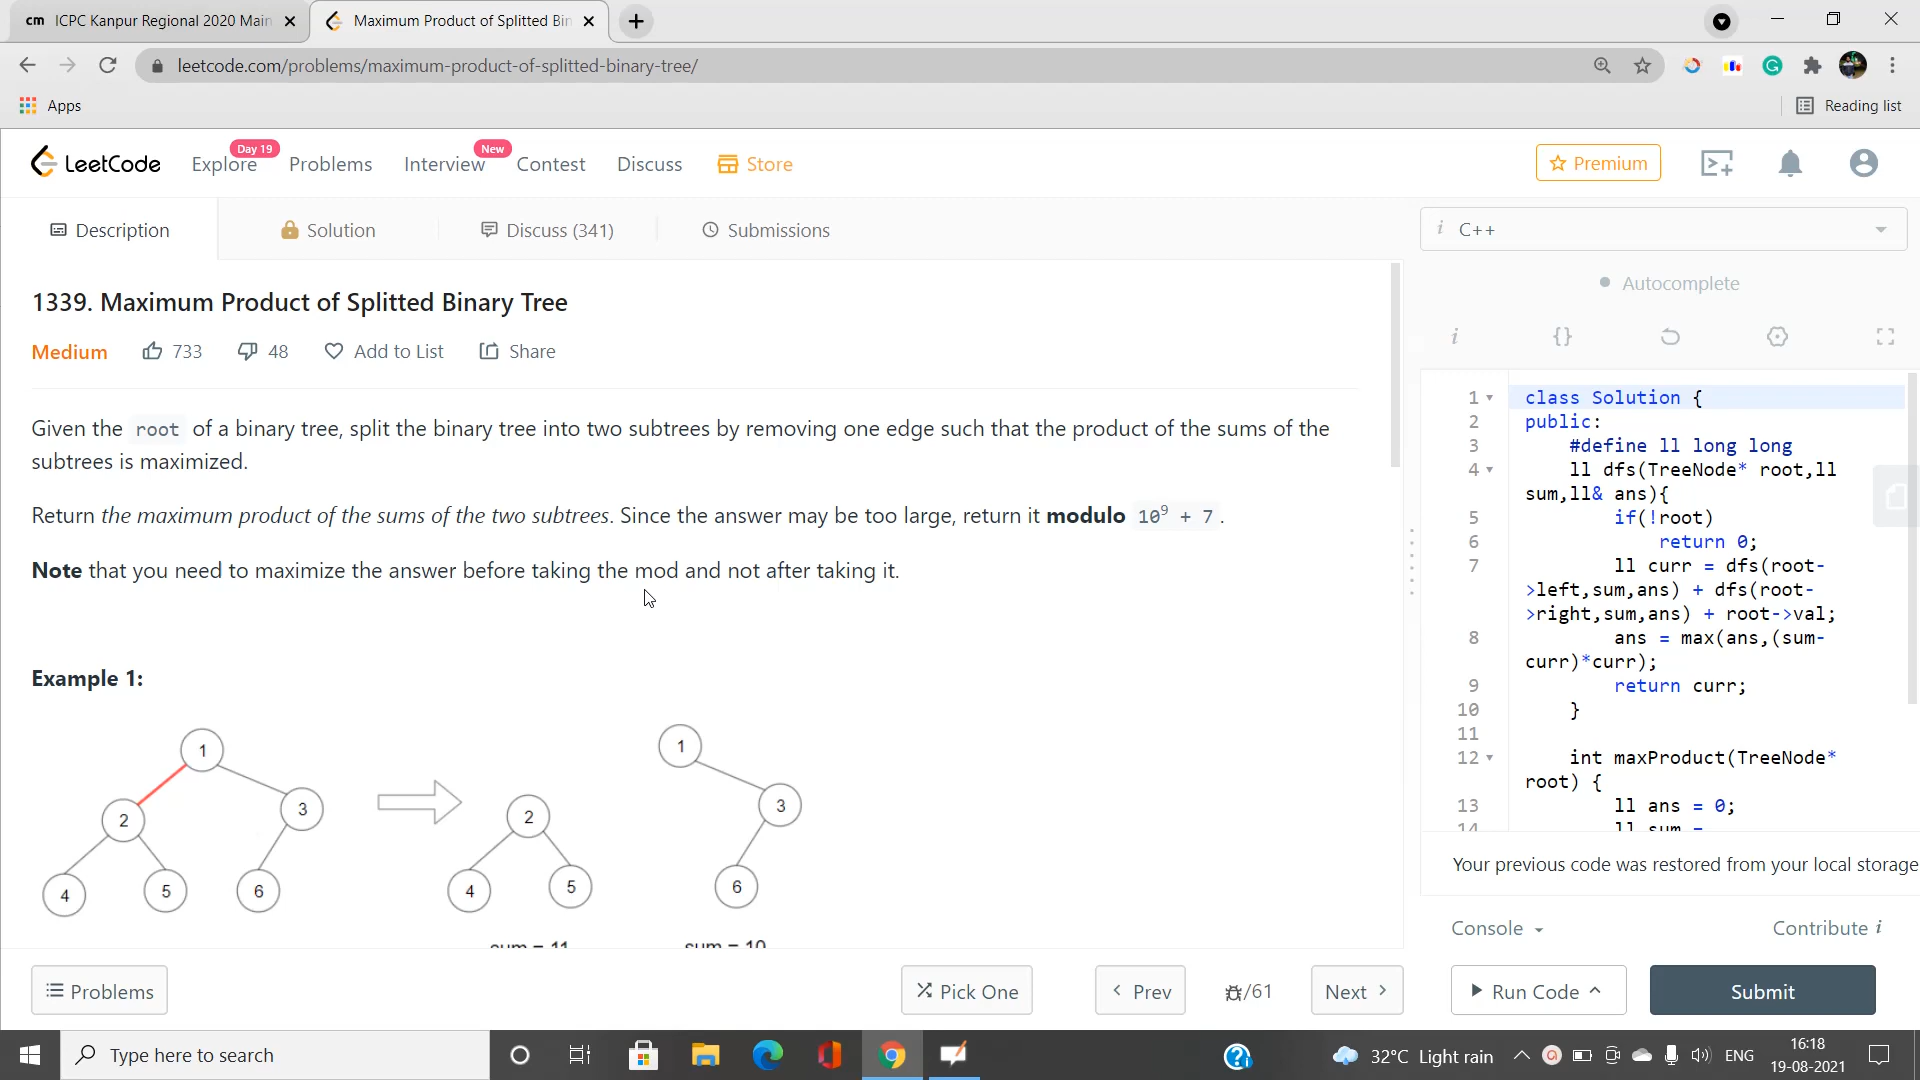 cm ICPC Kanpur Regional 2020 Main
Maximum Product of Splitted Bin
leetcode.com/problems/maximum-product-of-splitted-binary-tree/
Apps
Reading list
LeetCode
Explore
Day 19
Problems
Interview
New
Contest
Discuss
Store
Premium
Description
Solution
Discuss (341)
Submissions
i C++
Autocomplete
1339. Maximum Product of Splitted Binary Tree
Medium 733 48 Add to List Share
Given the root of a binary tree, split the binary tree into two subtrees by removing one edge such that the product of the sums of the
subtrees is maximized.
Return the maximum product of the sums of the two subtrees. Since the answer may be too large, return it modulo 10⁹ + 7.
Note that you need to maximize the answer before taking the mod and not after taking it.
Example 1:
1
2
3
4
5
6
2
4
5
1
3
6
sum = 11
sum = 10
i {}
1 class Solution {
2 public:
3 #define ll long long
4 ll dfs(TreeNode* root,ll
sum,ll& ans){
5 if(!root)
6 return 0;
7 ll curr = dfs(root-
>left,sum,ans) + dfs(root-
>right,sum,ans) + root->val;
8 ans = max(ans,(sum-
curr)*curr);
9 return curr;
10 }
11
12 int maxProduct(TreeNode*
root) {
13 ll ans = 0;
14 ll sum =
Your previous code was restored from your local storage
Console
Contribute i
Problems
Pick One
< Prev
/61
Next >
Run Code
Submit
Type here to search
32°C Light rain
ENG
16:18
19-08-2021